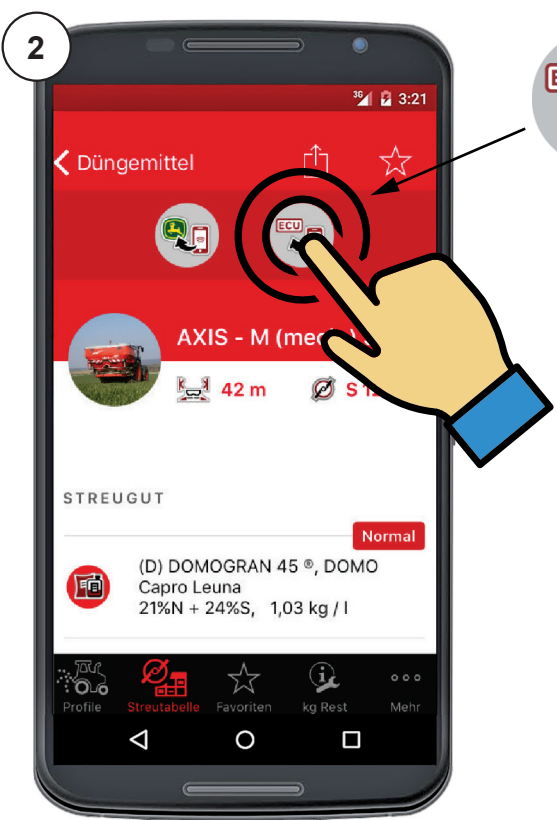 2
3G 3:21
Düngemittel
ECU
AXIS - M (mech)
42 m S
STREUGUT
Normal
(D) DOMOGRAN 45 ®, DOMO
Capro Leuna
21%N + 24%S, 1,03 kg / l
Profile Streutabelle Favoriten kg Rest Mehr